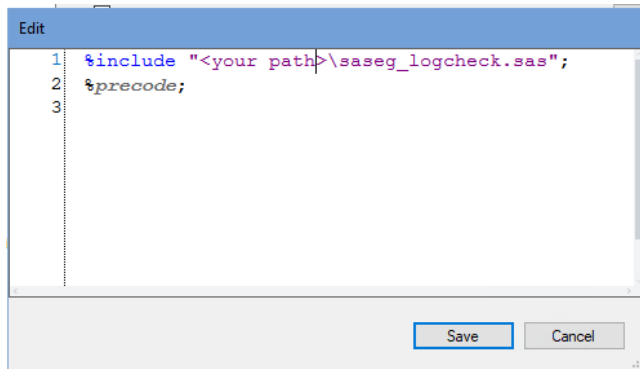 Edit
1 %include "<your path>\saseg_logcheck.sas";
2 %precode;
3
Save Cancel